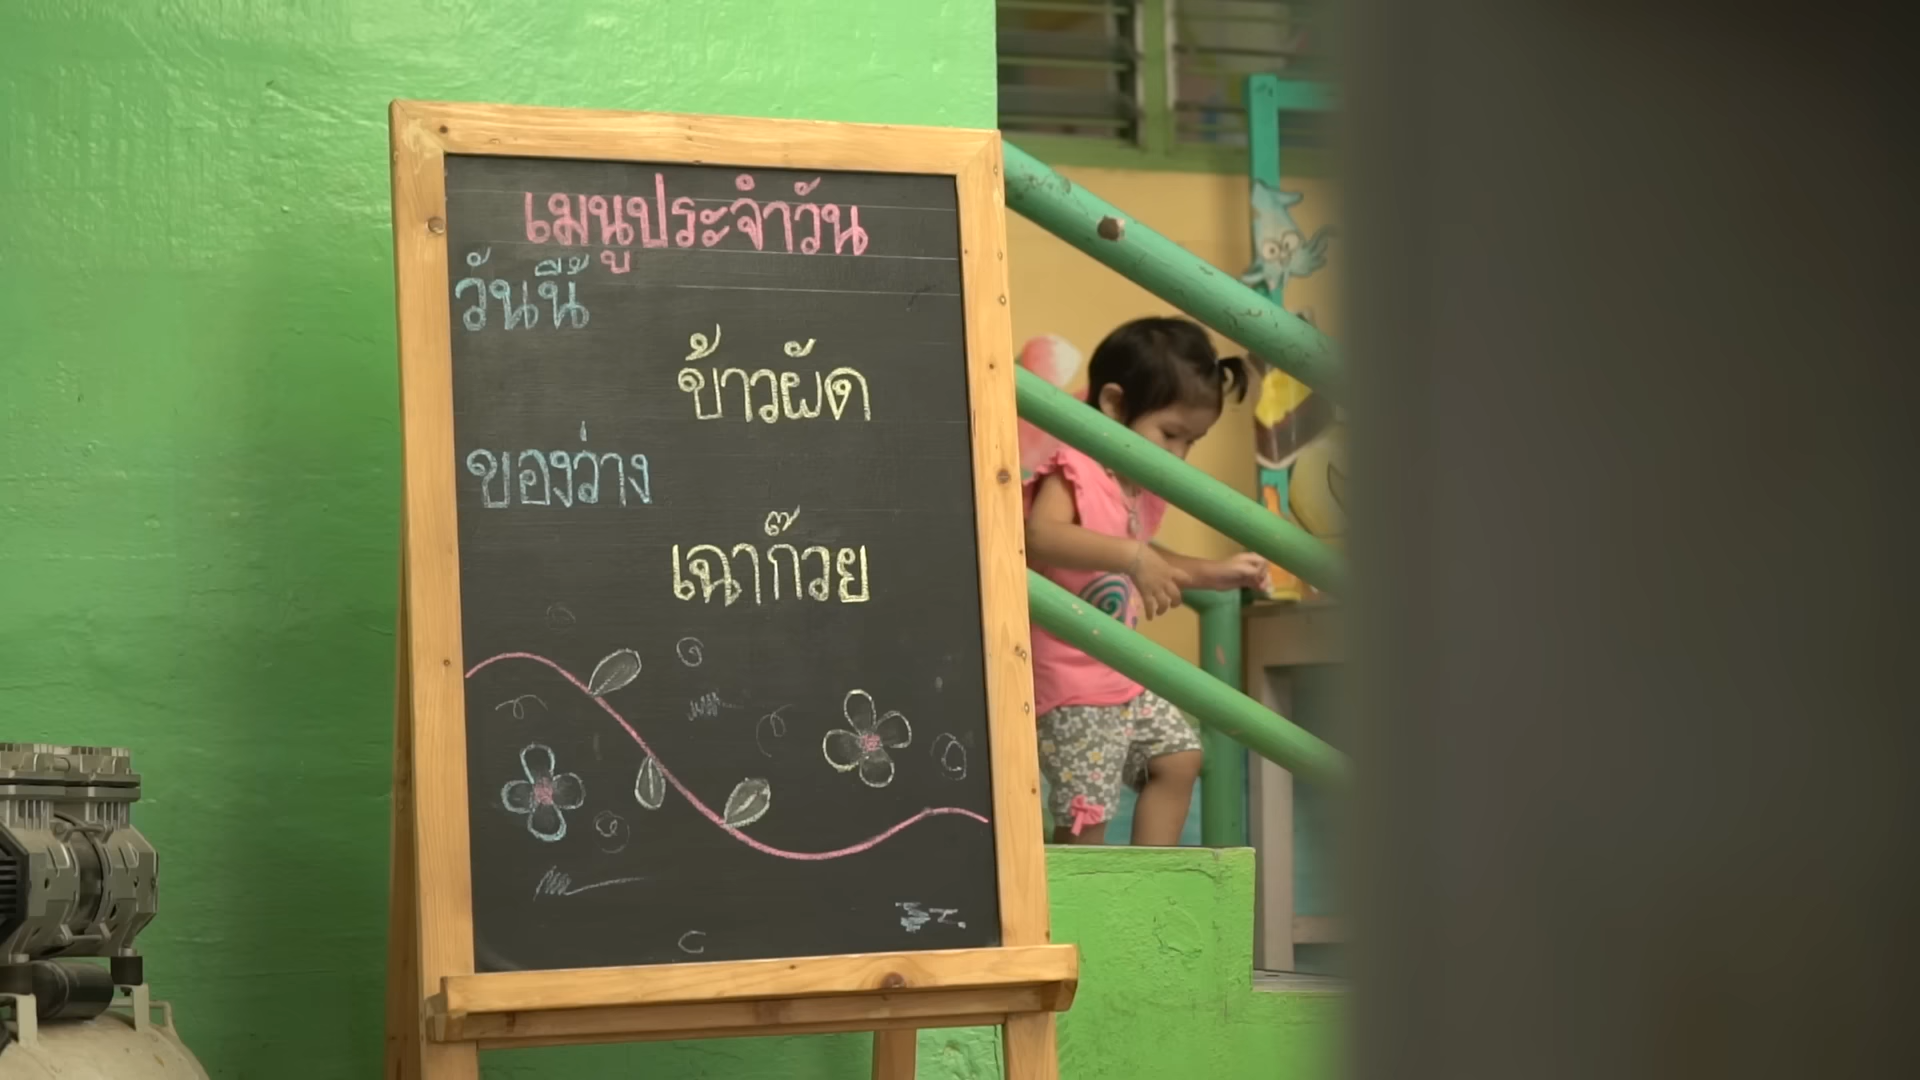 เมนูประจำวัน
วันนี้
ข้าวผัด
ของว่าง
เฉาก๊วย